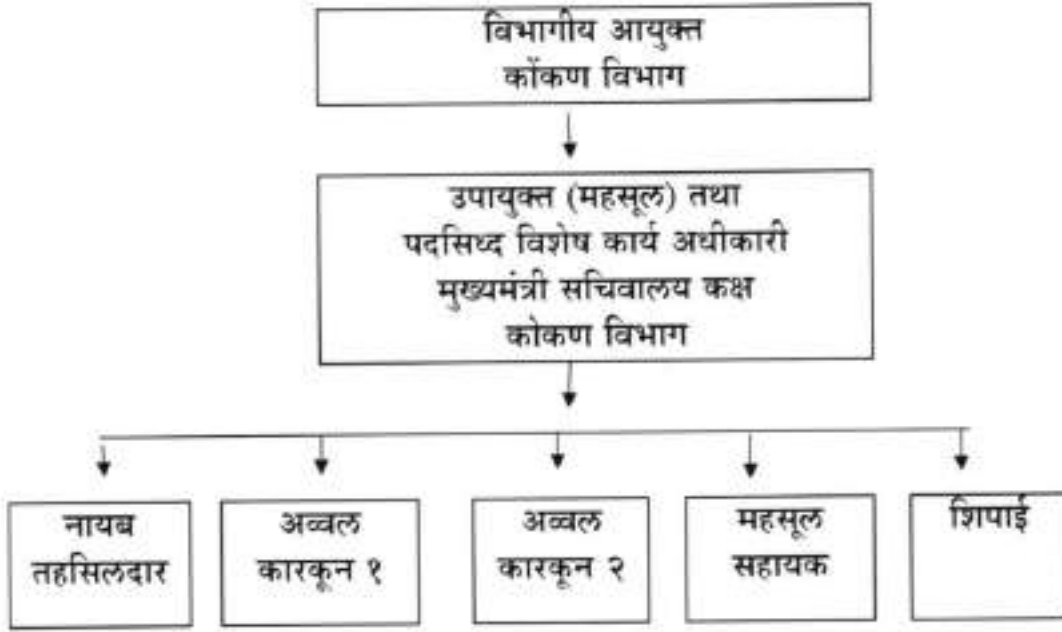 विभागीय आयुक्त
कोंकण विभाग
उपायुक्त (महसूल) तथा
पदसिध्द विशेष कार्य अधीकारी
मुख्यमंत्री सचिवालय कक्ष
कोकण विभाग
नायब
तहसिलदार
अव्वल
कारकून १
अव्वल
कारकून २
महसूल
सहायक
शिपाई